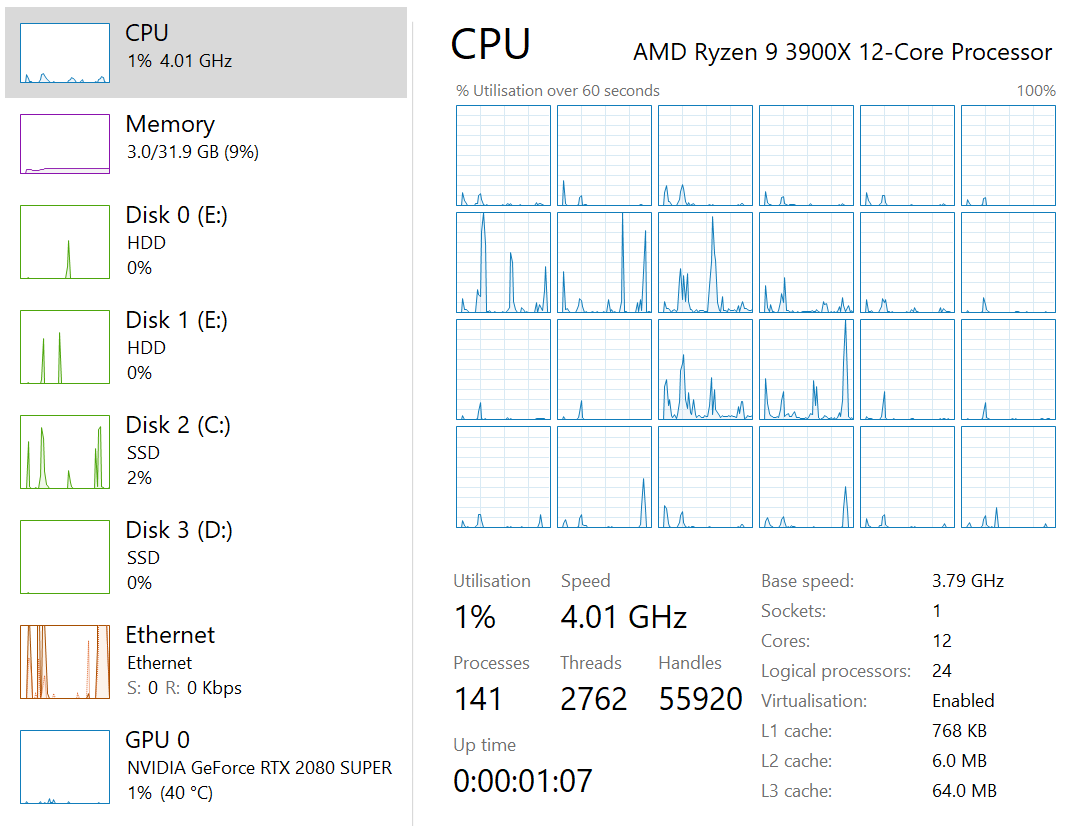 CPU
1% 4.01 GHz
Memory
3.0/31.9 GB (9%)
Disk 0 (E:)
HDD
0%
Disk 1 (E:)
HDD
0%
Disk 2 (C:)
SSD
2%
Disk 3 (D:)
SSD
0%
Ethernet
Ethernet
S: 0 R: 0 Kbps
GPU 0
NVIDIA GeForce RTX 2080 SUPER
1% (40 °C)
CPU
AMD Ryzen 9 3900X 12-Core Processor
% Utilisation over 60 seconds 100%
Utilisation Speed
1% 4.01 GHz
Processes Threads Handles
141 2762 55920
Up time
0:00:01:07
Base speed: 3.79 GHz
Sockets: 1
Cores: 12
Logical processors: 24
Virtualisation: Enabled
L1 cache: 768 KB
L2 cache: 6.0 MB
L3 cache: 64.0 MB